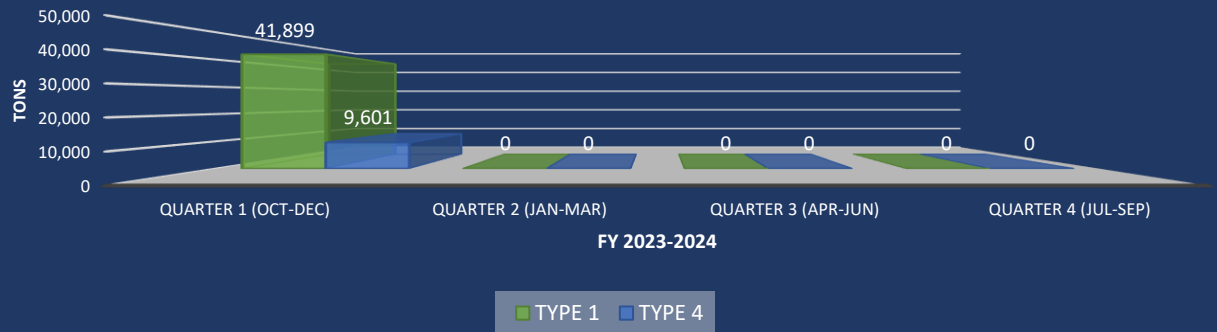 50,000
40,000
30,000
20,000
10,000
0
TONS
41,899
9,601
0 0 0 0 0 0
QUARTER 1 (OCT-DEC) QUARTER 2 (JAN-MAR) QUARTER 3 (APR-JUN) QUARTER 4 (JUL-SEP)
FY 2023-2024
TYPE 1 TYPE 4